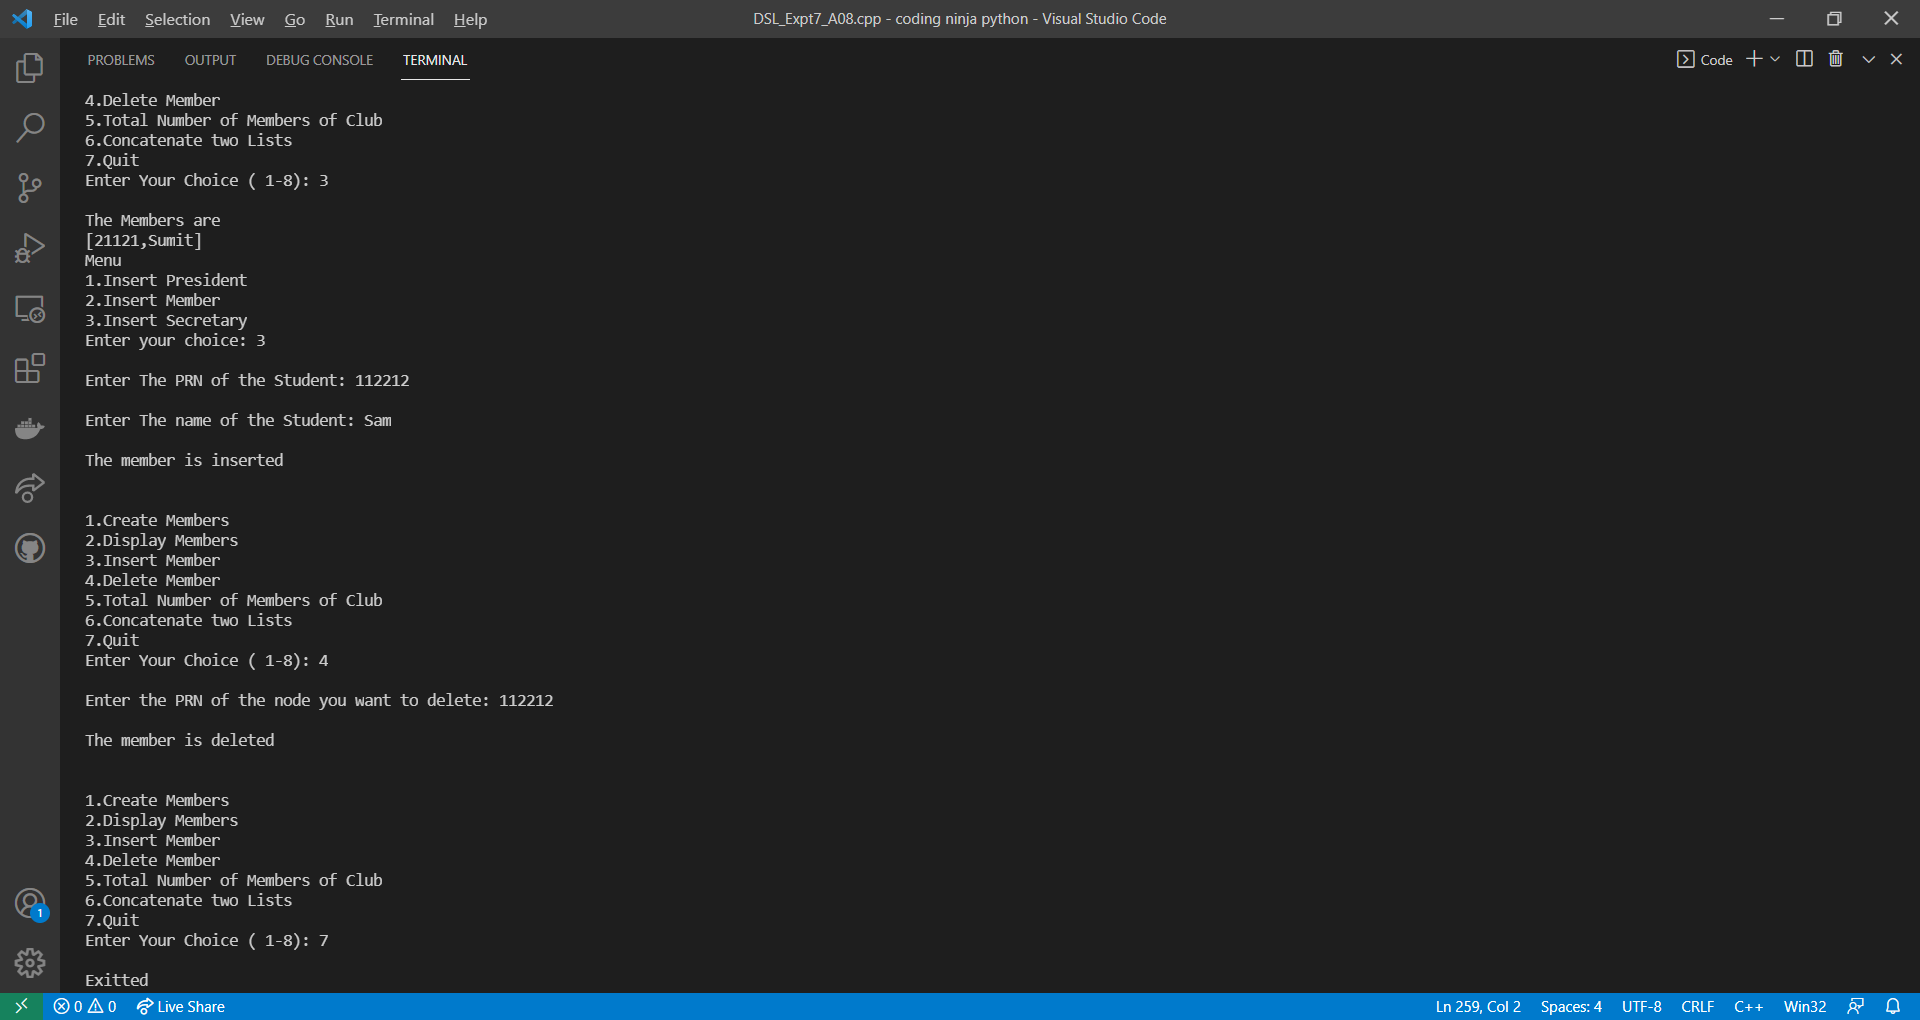 File Edit Selection View Go Run Terminal Help DSL_Expt7_A08.cpp - coding ninja python - Visual Studio Code
PROBLEMS OUTPUT DEBUG CONSOLE TERMINAL Code
4.Delete Member
5.Total Number of Members of Club
6.Concatenate two Lists
7.Quit
Enter Your Choice ( 1-8): 3
The Members are
[21121,Sumit]
Menu
1.Insert President
2.Insert Member
3.Insert Secretary
Enter your choice: 3
Enter The PRN of the Student: 112212
Enter The name of the Student: Sam
The member is inserted
1.Create Members
2.Display Members
3.Insert Member
4.Delete Member
5.Total Number of Members of Club
6.Concatenate two Lists
7.Quit
Enter Your Choice ( 1-8): 4
Enter the PRN of the node you want to delete: 112212
The member is deleted
1.Create Members
2.Display Members
3.Insert Member
4.Delete Member
5.Total Number of Members of Club
6.Concatenate two Lists
7.Quit
Enter Your Choice ( 1-8): 7
Exitted
1
0 0 Live Share Ln 259, Col 2 Spaces: 4 UTF-8 CRLF C++ Win32